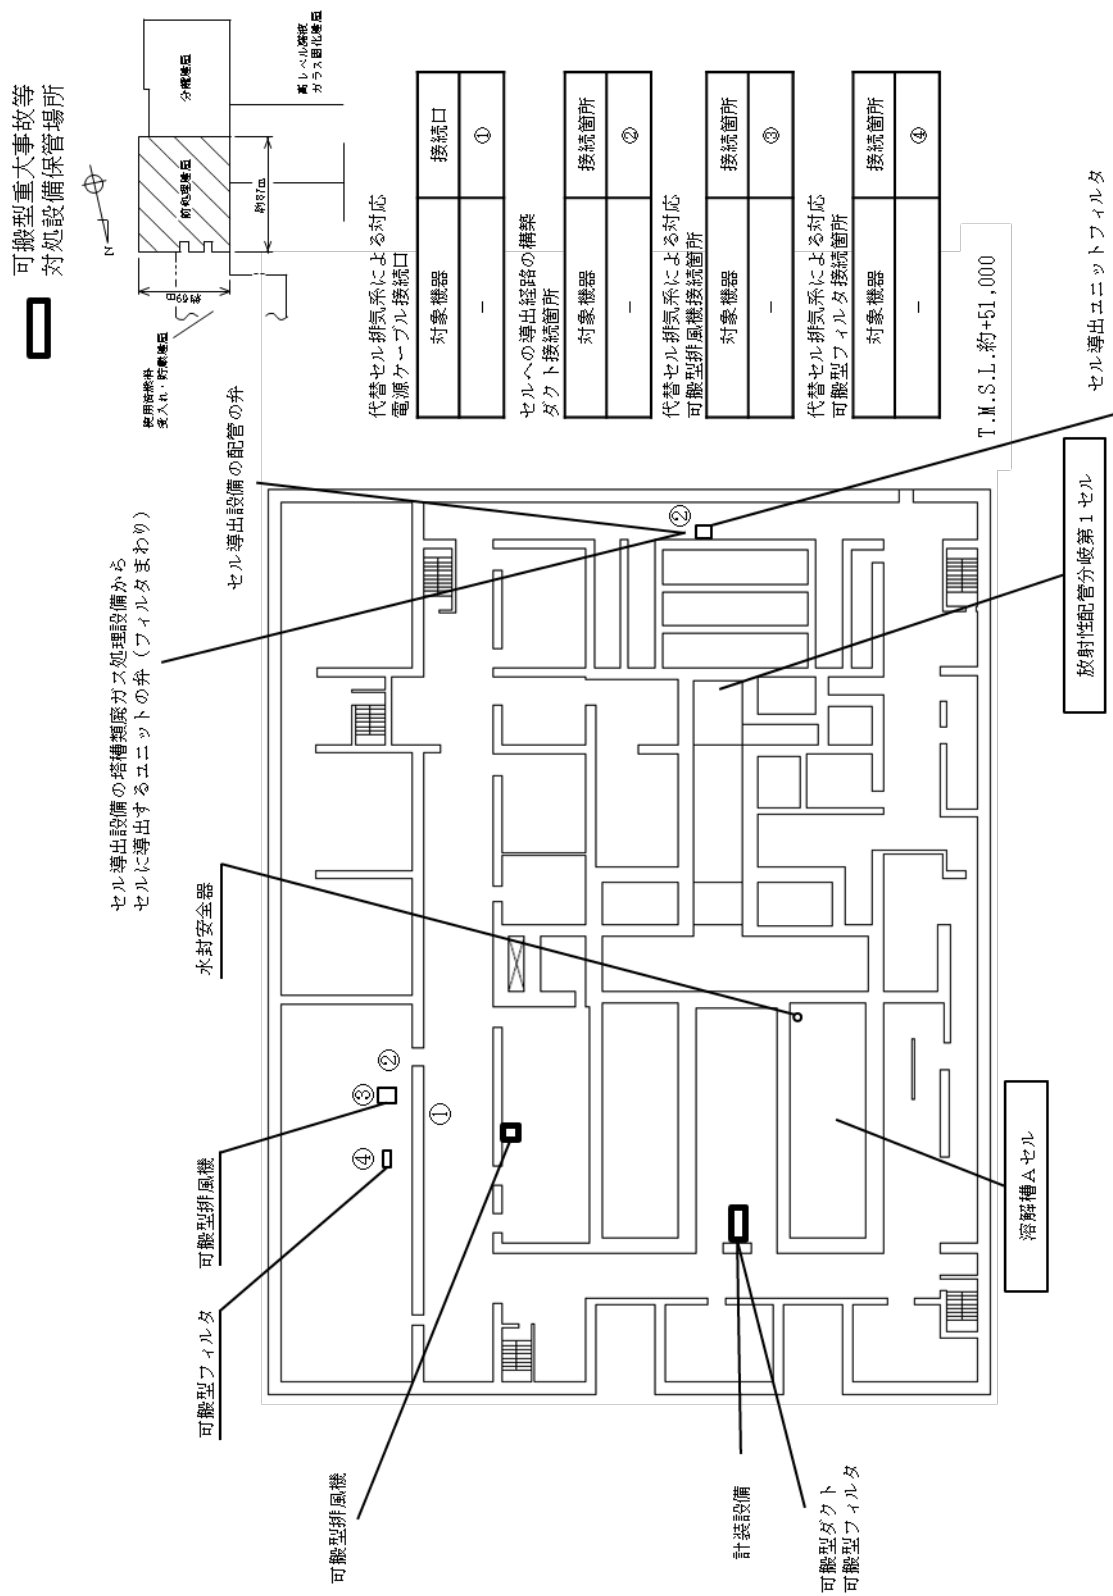 可搬型重大事故等
対処設備保管場所
N
使用済燃料
受入れ・貯蔵建屋
前処理建屋
分離建屋
高レベル廃液
ガラス固化建屋
約69m
約87m
代替セル排気系による対応
電源ケーブル接続口
対象機器 接続口
－ ①
セルへの導出経路の構築
ダクト接続箇所
対象機器 接続箇所
－ ②
代替セル排気系による対応
可搬型排風機接続箇所
対象機器 接続箇所
－ ③
代替セル排気系による対応
可搬型フィルタ接続箇所
対象機器 接続箇所
－ ④
T.M.S.L.約+51,000
セル導出設備の塔槽類廃ガス処理設備から
セルに導出するユニットの弁（フィルタまわり）
セル導出設備の配管の弁
水封安全器
可搬型排風機
可搬型フィルタ
可搬型排風機
④
③
②
①
②
計装設備
可搬型ダクト
可搬型フィルタ
溶解槽Aセル
放射性配管分岐第1セル
セル導出ユニットフィルタ